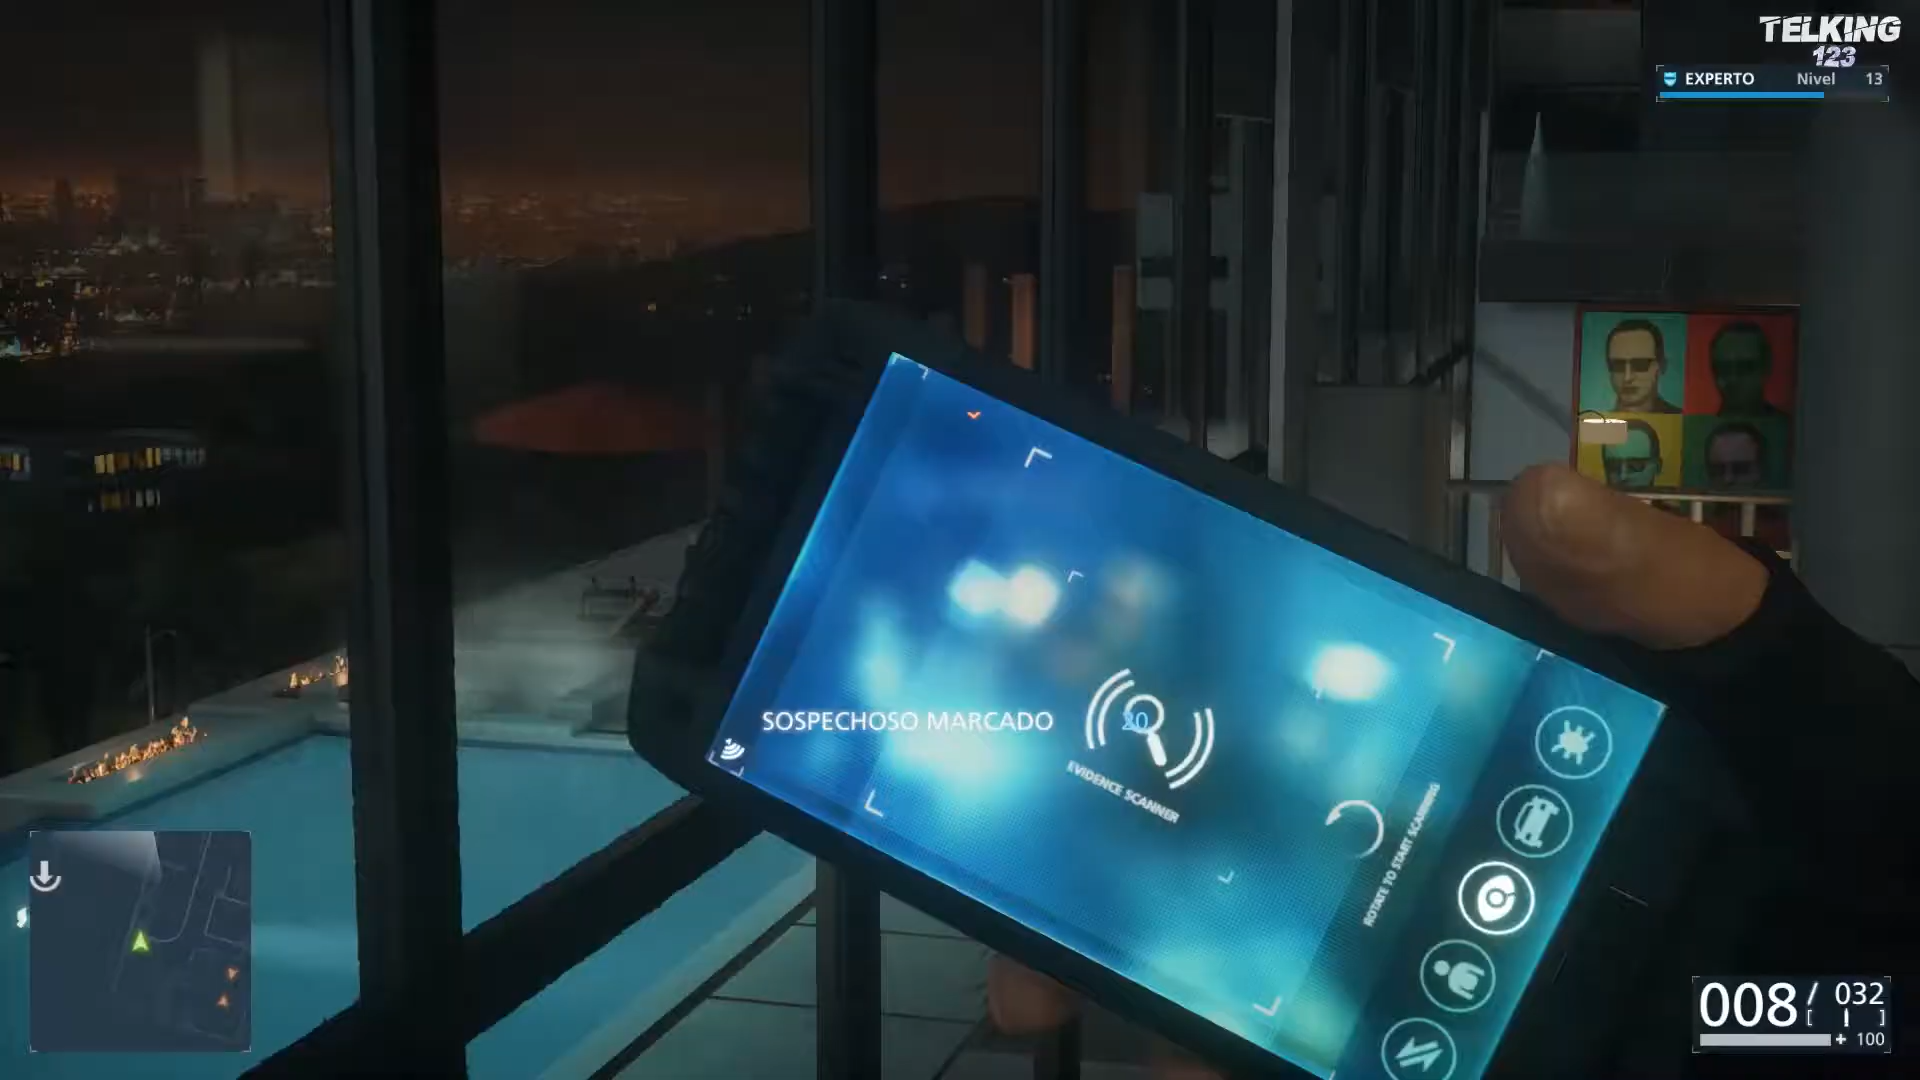 TELKING
123
EXPERTO Nivel 13
SOSPECHOSO MARCADO
20
EVIDENCE SCANNER
ROTATE TO START SCANNING
008 / 032
+ 100